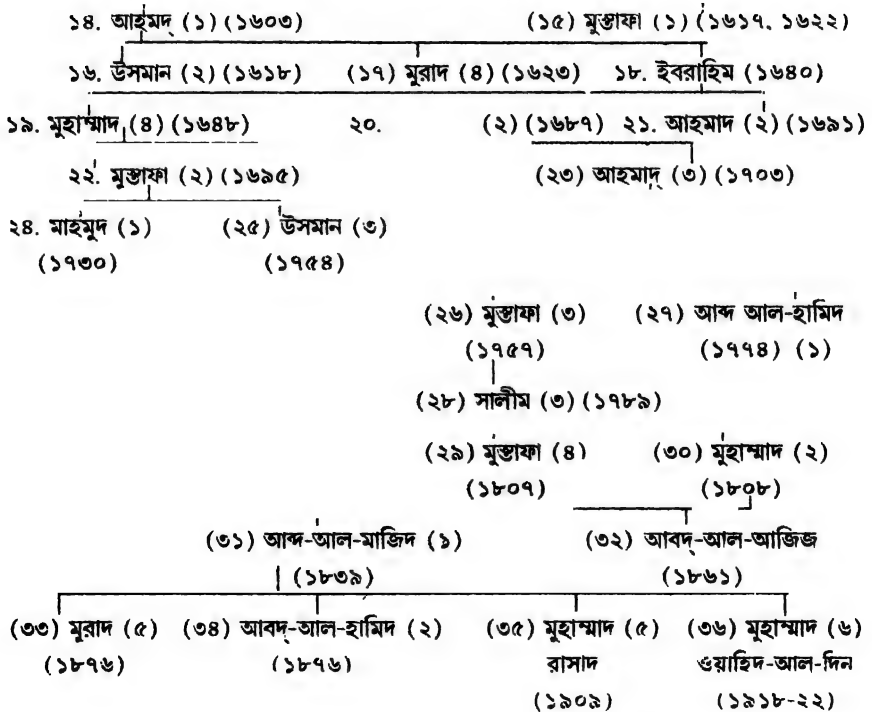 ১৪. আহমদ্ (১) (১৬০৩) (১৫) মুস্তাফা (১) (১৬১৭, ১৬২২)
১৬. উসমান (২) (১৬১৮) (১৭) মুরাদ (৪) (১৬২৩) ১৮. ইবরাহিম (১৬৪০)
১৯. মুহাম্মাদ (৪) (১৬৪৮) ২০. (২) (১৬৮৭) ২১. আহমাদ (২) (১৬৯১)
২২. মুস্তাফা (২) (১৬৯৫) (২৩) আহমাদ্ (৩) (১৭০৩)
২৪. মাহমুদ (১) (২৫) উসমান (৩)
(১৭৩০) (১৭৫৪)
(২৬) মুস্তাফা (৩) (২৭) আব্দ আল-হামিদ
(১৭৫৭) (১৭৭৪) (১)
(২৮) সালীম (৩) (১৭৮৯)
(২৯) মুস্তাফা (৪) (৩০) মুহাম্মাদ (২)
(১৮০৭) (১৮০৮)
(৩১) আব্দ-আল-মাজিদ (১) (৩২) আবদ্-আল-আজিজ
(১৮৩৯) (১৮৬১)
(৩৩) মুরাদ (৫) (৩৪) আবদ্-আল-হামিদ (২) (৩৫) মুহাম্মাদ (৫) (৩৬) মুহাম্মাদ (৬)
(১৮৭৬) (১৮৭৬) রাসাদ ওয়াহিদ-আল-দিন
(১৯০৯) (১৯১৮-২২)